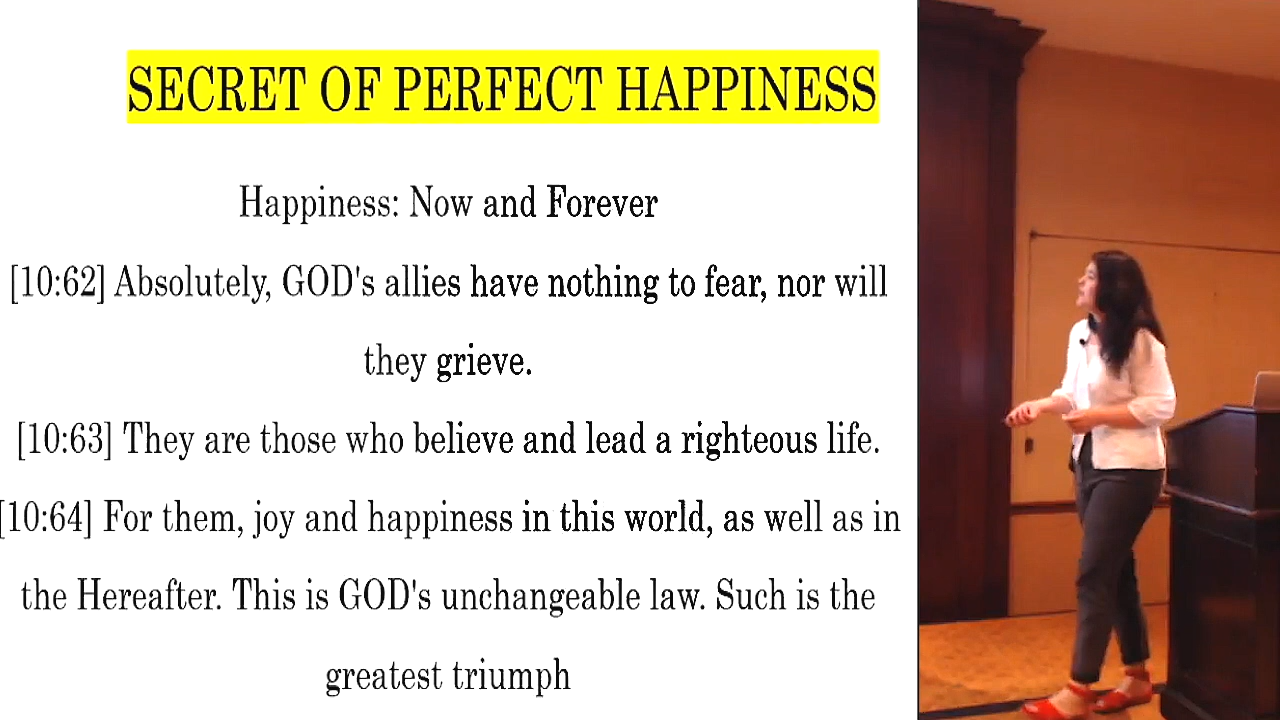 SECRET OF PERFECT HAPPINESS
Happiness: Now and Forever
[10:62] Absolutely, GOD's allies have nothing to fear, nor will
they grieve.
[10:63] They are those who believe and lead a righteous life.
[10:64] For them, joy and happiness in this world, as well as in
the Hereafter. This is GOD's unchangeable law. Such is the
greatest triumph